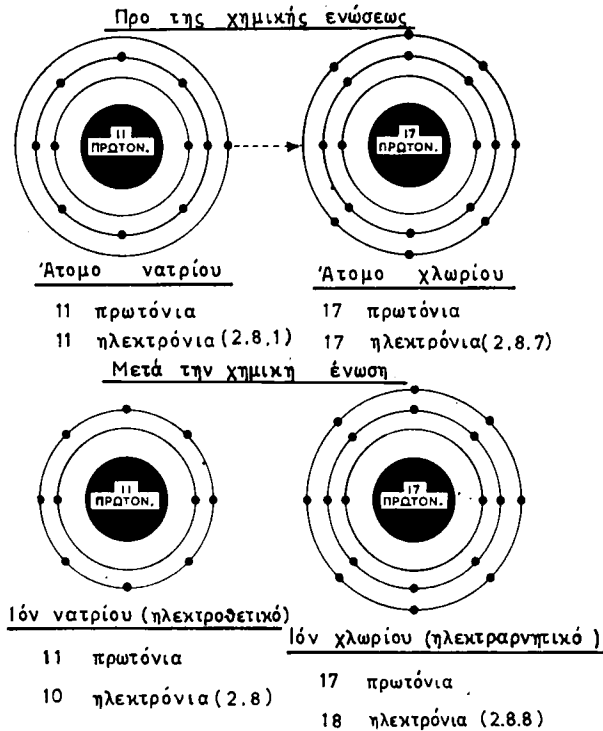 Προ της χημικής ενώσεως
11
ΠΡΩΤΟΝ.
17
ΠΡΩΤΟΝ.
Άτομο νατρίου
11 πρωτόνια
11 ηλεκτρόνια (2.8.1)
Άτομο χλωρίου
17 πρωτόνια
17 ηλεκτρόνια (2.8.7)
Μετά την χημική ένωση
11
ΠΡΩΤΟΝ.
17
ΠΡΩΤΟΝ.
Ιόν νατρίου (ηλεκτροθετικό)
11 πρωτόνια
10 ηλεκτρόνια (2.8)
Ιόν χλωρίου (ηλεκτραρνητικό)
17 πρωτόνια
18 ηλεκτρόνια (2.8.8)